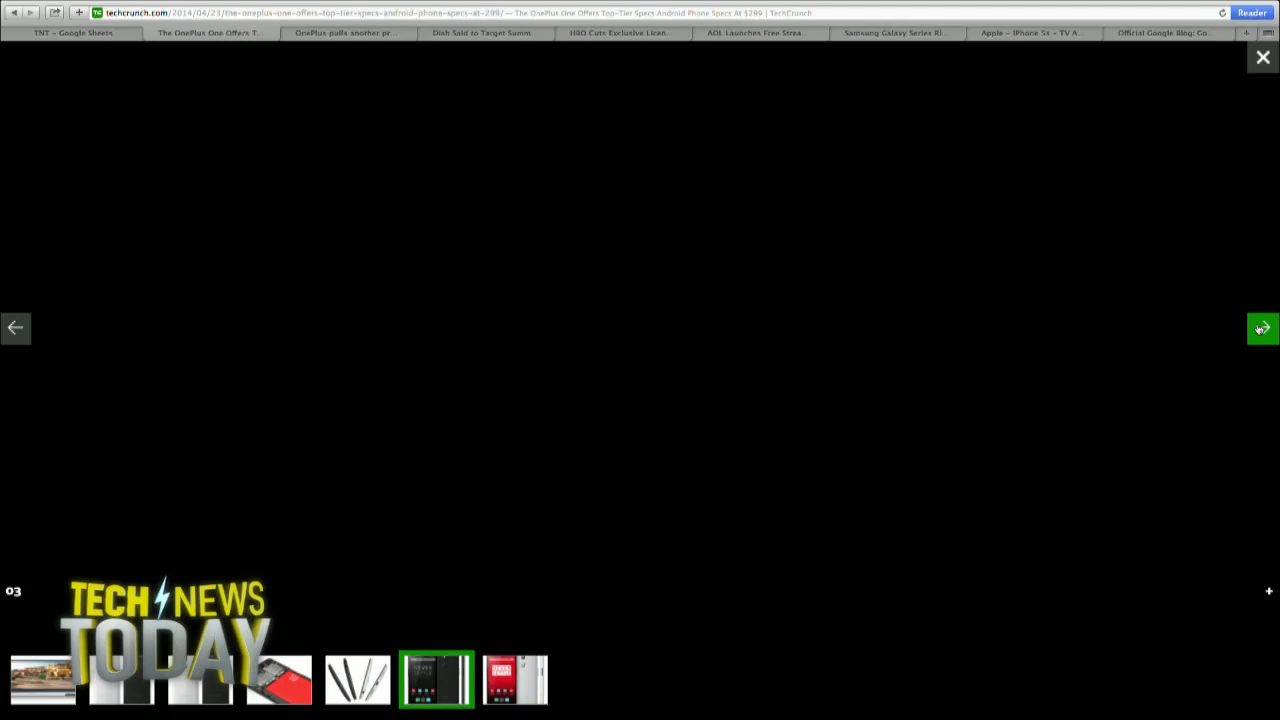 techcrunch.com/2014/04/23/the-oneplus-one-offers-top-tier-specs-android-phone-specs-at-299/ — The OnePlus One Offers Top-Tier Specs Android Phone Specs At $299 | TechCrunch
Reader
TNT – Google Sheets
The OnePlus One Offers T...
OnePlus pulls another pr...
Dish Said to Target Summ...
HBO Cuts Exclusive Licen...
AOL Launches Free Strea...
Samsung Galaxy Series Ri...
Apple – iPhone 5s – TV A...
Official Google Blog: Go...
03
TECH NEWS
TODAY